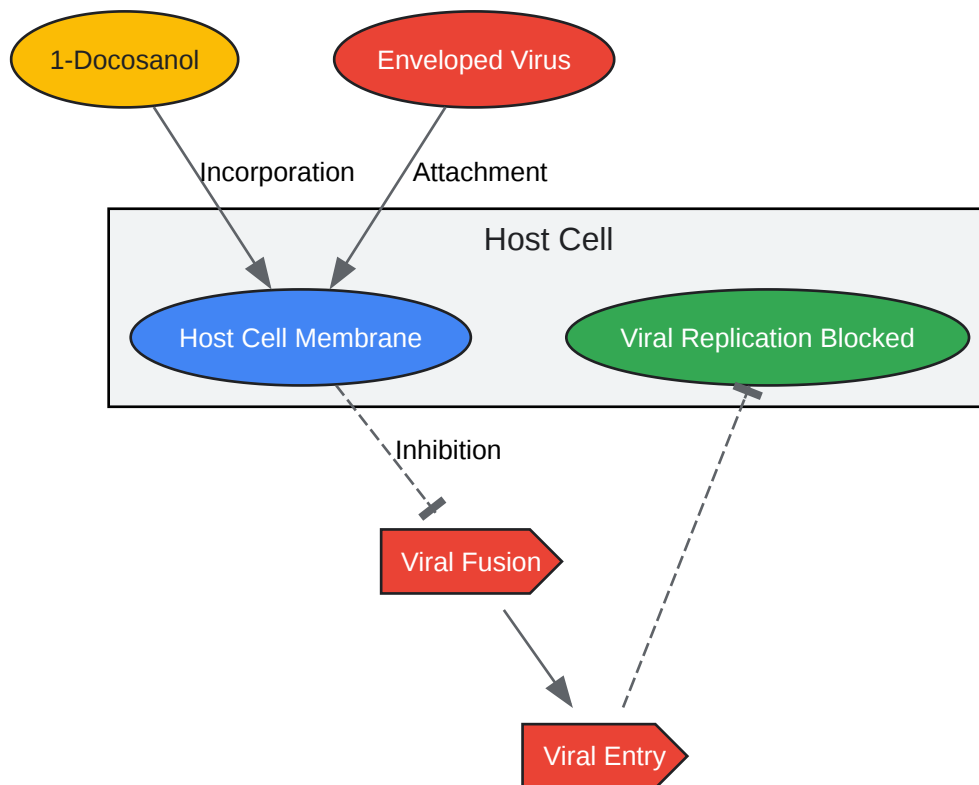 1-Docosanol
Enveloped Virus
Incorporation
Attachment
Host Cell
Host Cell Membrane
Viral Replication Blocked
Inhibition
Viral Fusion
Viral Entry